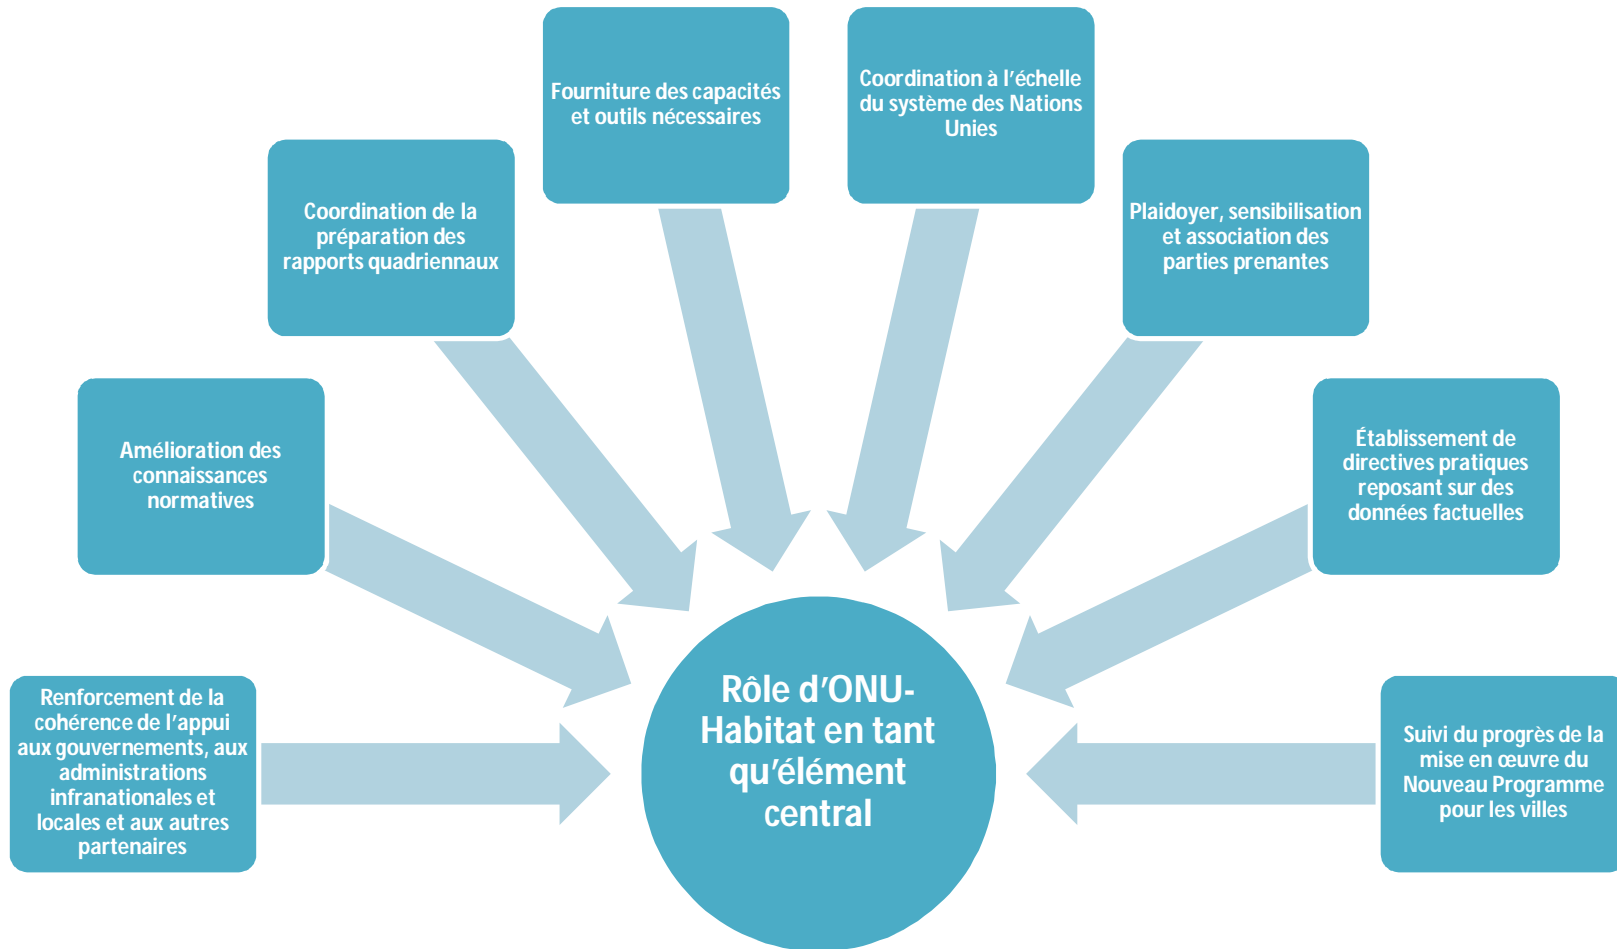 Fourniture des capacités
et outils nécessaires
Coordination à l'échelle
du système des Nations
Unies
Coordination de la
préparation des
rapports quadriennaux
Plaidoyer, sensibilisation
et association des
parties prenantes
Amélioration des
connaissances
normatives
Établissement de
directives pratiques
reposant sur des
données factuelles
Renforcement de la
cohérence de l'appui
aux gouvernements, aux
administrations
infranationales et
locales et aux autres
partenaires
Rôle d'ONU-
Habitat en tant
qu'élément
central
Suivi du progrès de la
mise en œuvre du
Nouveau Programme
pour les villes